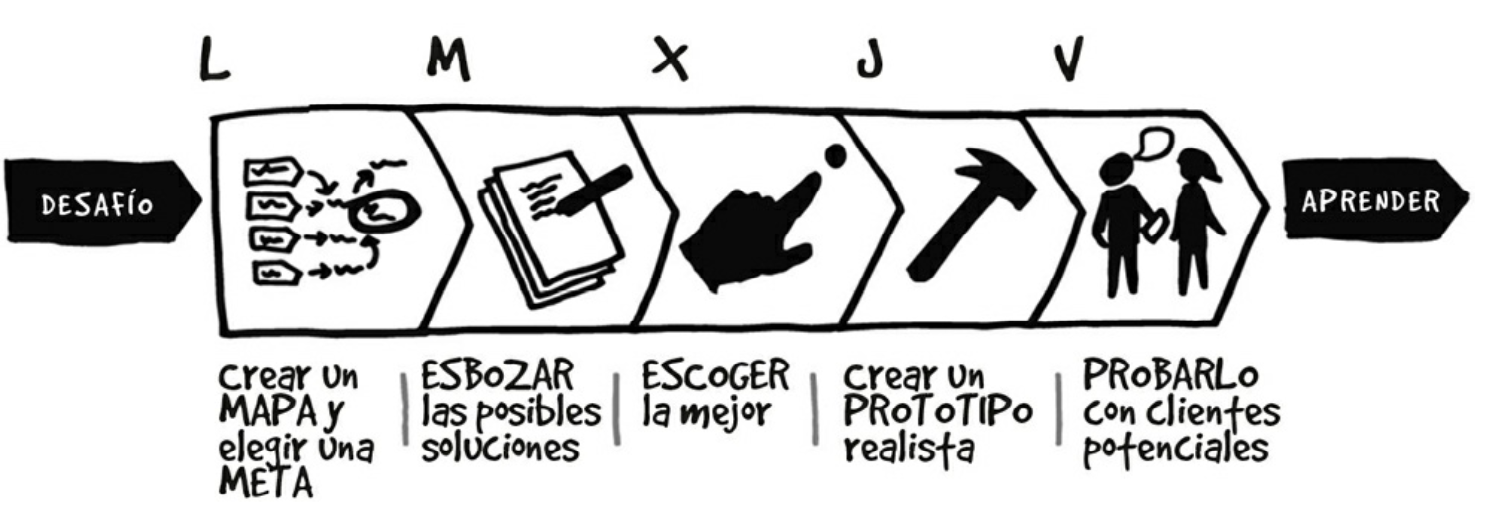 L M X J V
DESAFÍO
APRENDER
Crear un
MAPA y
elegir una
META
ESBOZAR
las posibles
soluciones
ESCOGER
la mejor
Crear un
PROTOTIPO
realista
PROBARLO
con clientes
potenciales